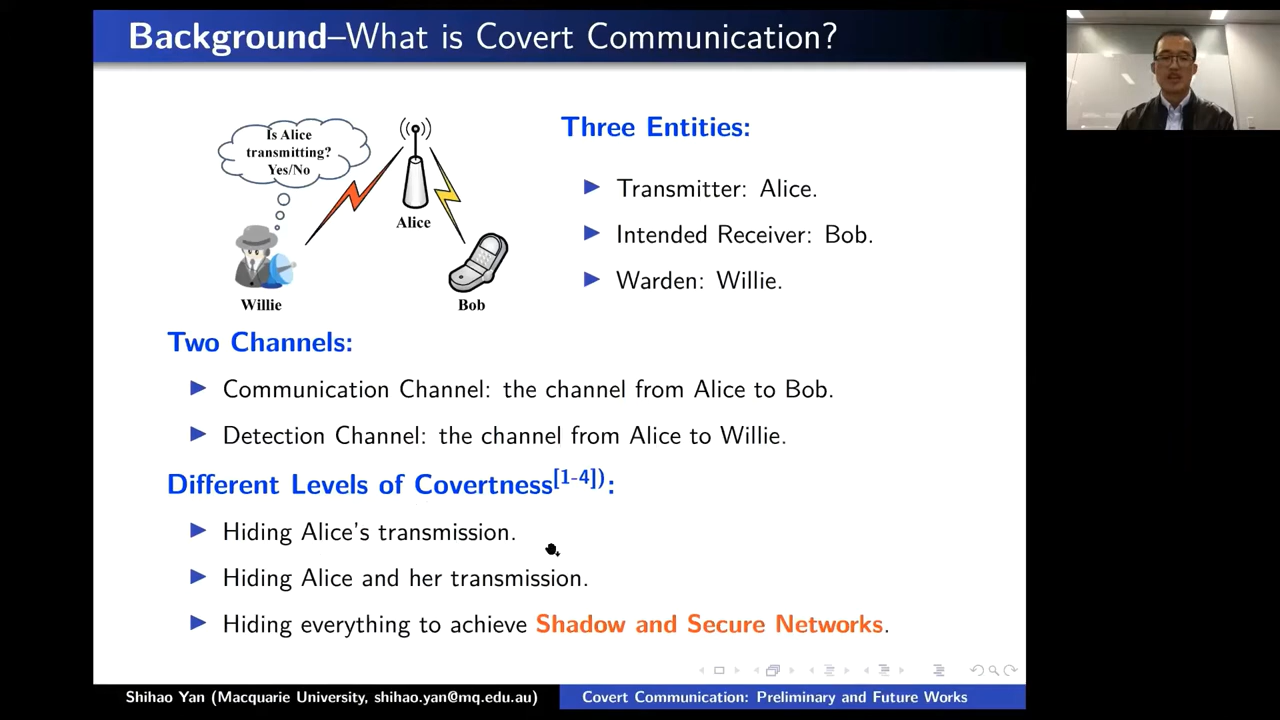 Background–What is Covert Communication?
Is Alice
transmitting?
Yes/No
Alice
Willie
Bob
Three Entities:
Transmitter: Alice.
Intended Receiver: Bob.
Warden: Willie.
Two Channels:
Communication Channel: the channel from Alice to Bob.
Detection Channel: the channel from Alice to Willie.
Different Levels of Covertness[1-4]):
Hiding Alice's transmission.
Hiding Alice and her transmission.
Hiding everything to achieve Shadow and Secure Networks.
Shihao Yan (Macquarie University, shihao.yan@mq.edu.au)
Covert Communication: Preliminary and Future Works